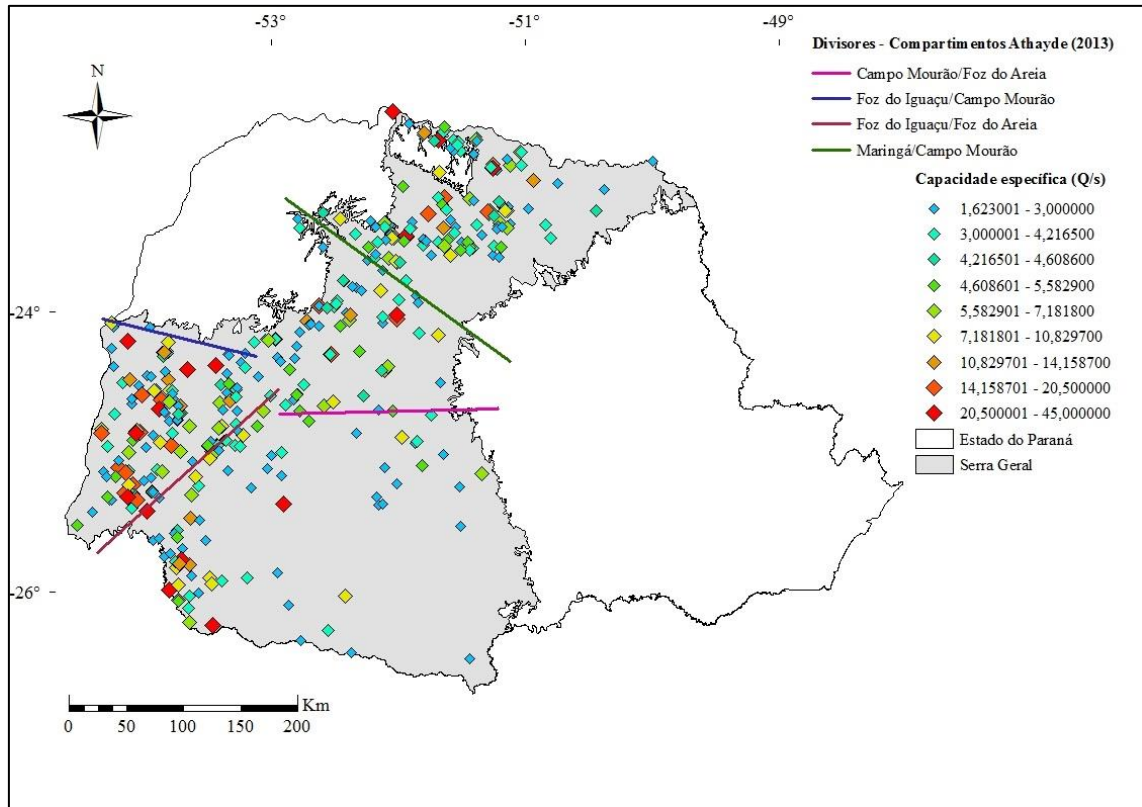 -53°
-51°
-49°
Divisores - Compartimentos Athayde (2013)
N
Campo Mourão/Foz do Areia
Foz do Iguaçu/Campo Mourão
Foz do Iguaçu/Foz do Areia
Maringá/Campo Mourão
Capacidade específica (Q/s)
1,623001 - 3,000000
3,000001 - 4,216500
4,216501 - 4,608600
4,608601 - 5,582900
5,582901 - 7,181800
7,181801 - 10,829700
10,829701 - 14,158700
14,158701 - 20,500000
20,500001 - 45,000000
Estado do Paraná
Serra Geral
-24°
-26°
Km
0 50 100 150 200